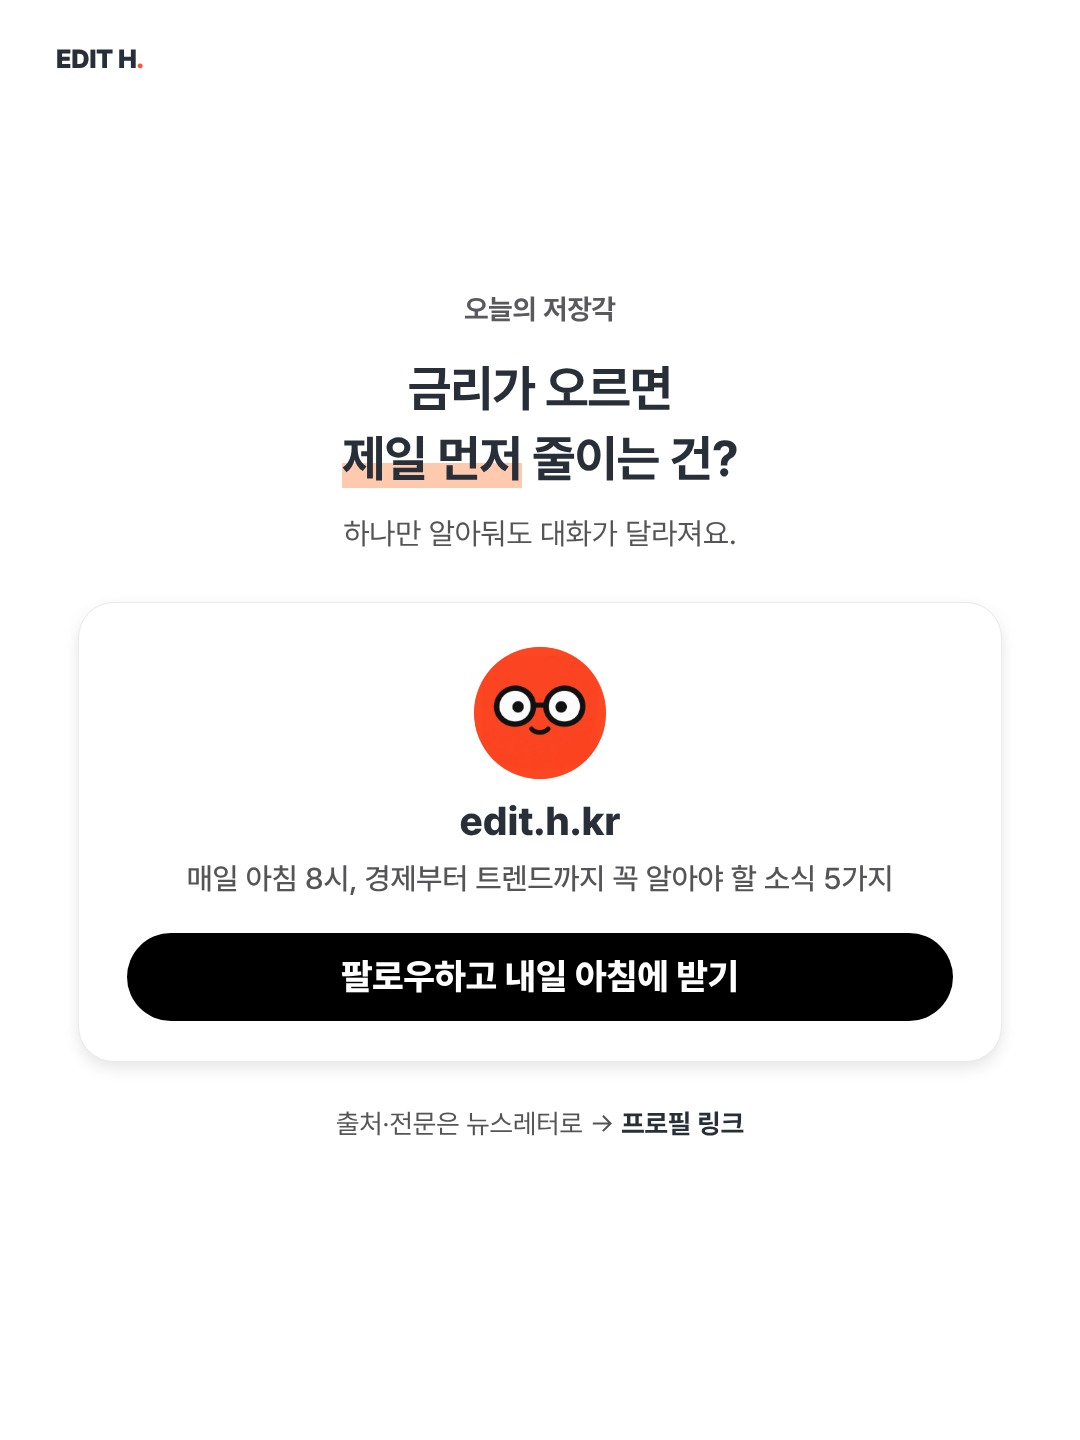 EDIT H.
오늘의 저장각
금리가 오르면
제일 먼저 줄이는 건?
하나만 알아둬도 대화가 달라져요.
edit.h.kr
매일 아침 8시, 경제부터 트렌드까지 꼭 알아야 할 소식 5가지
팔로우하고 내일 아침에 받기
출처·전문은 뉴스레터로 → 프로필 링크